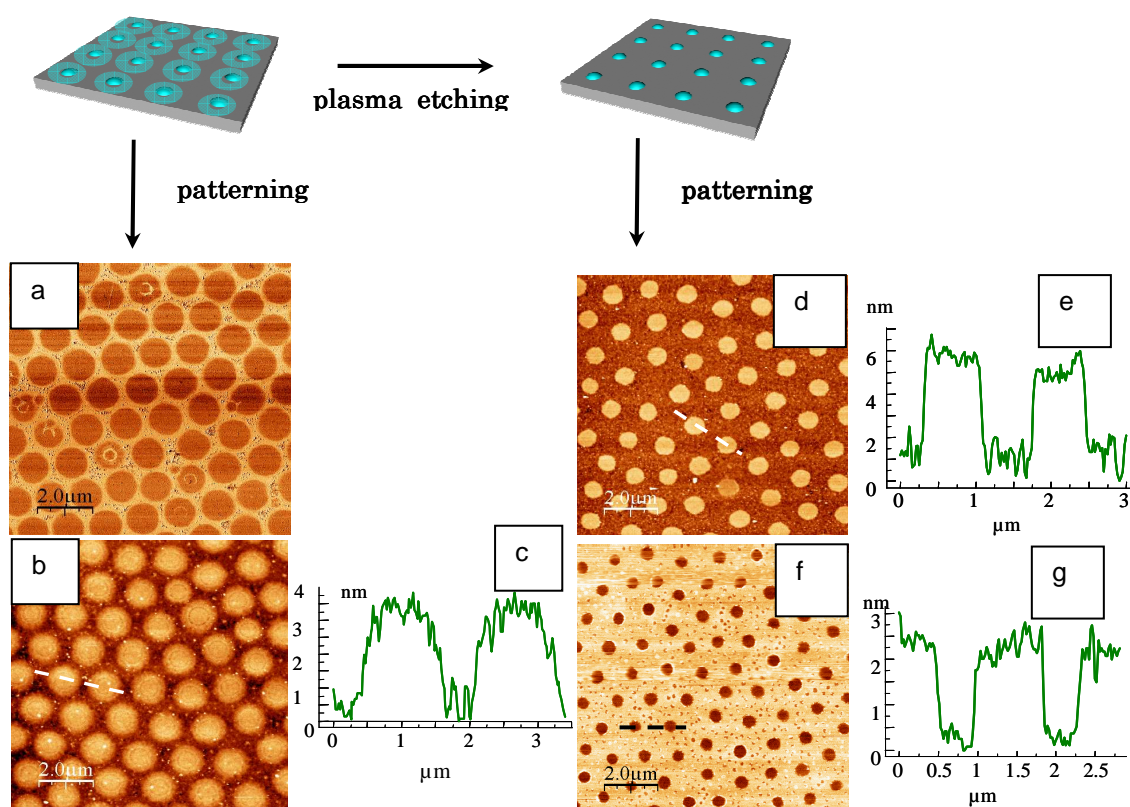 plasma etching
patterning
patterning
a
2.0µm
b
2.0µm
c
nm
4
3
2
1
0
0 1 2 3
µm
d
2.0µm
e
nm
6
4
2
0
0 1 2 3
µm
f
2.0µm
g
nm
3
2
1
0
0 0.5 1 1.5 2 2.5
µm